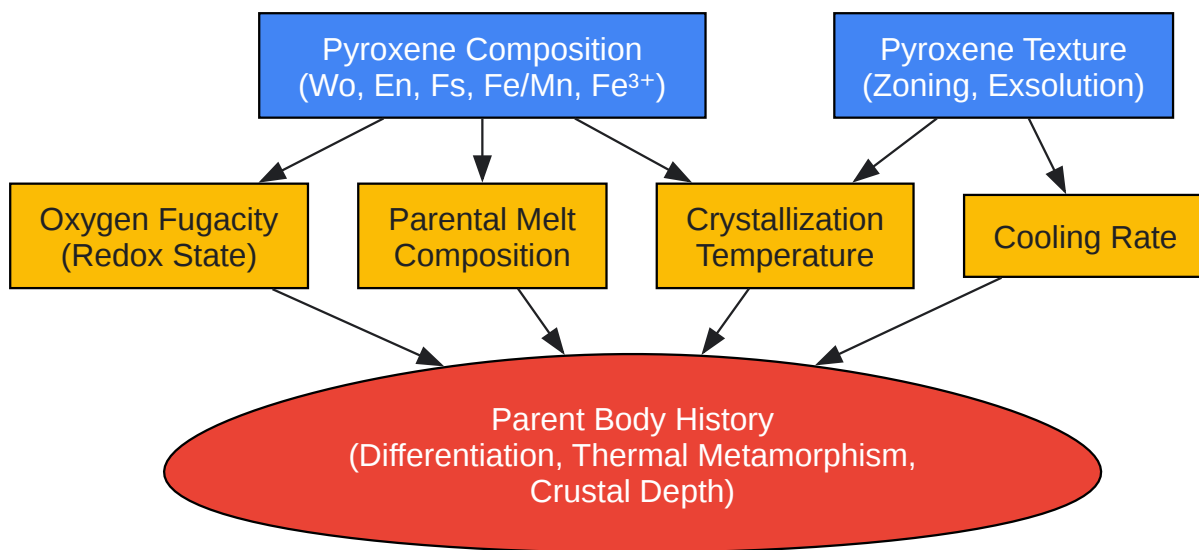 Pyroxene Composition
(Wo, En, Fs, Fe/Mn, Fe³⁺)
Pyroxene Texture
(Zoning, Exsolution)
Oxygen Fugacity
(Redox State)
Parental Melt
Composition
Crystallization
Temperature
Cooling Rate
Parent Body History
(Differentiation, Thermal Metamorphism,
Crustal Depth)